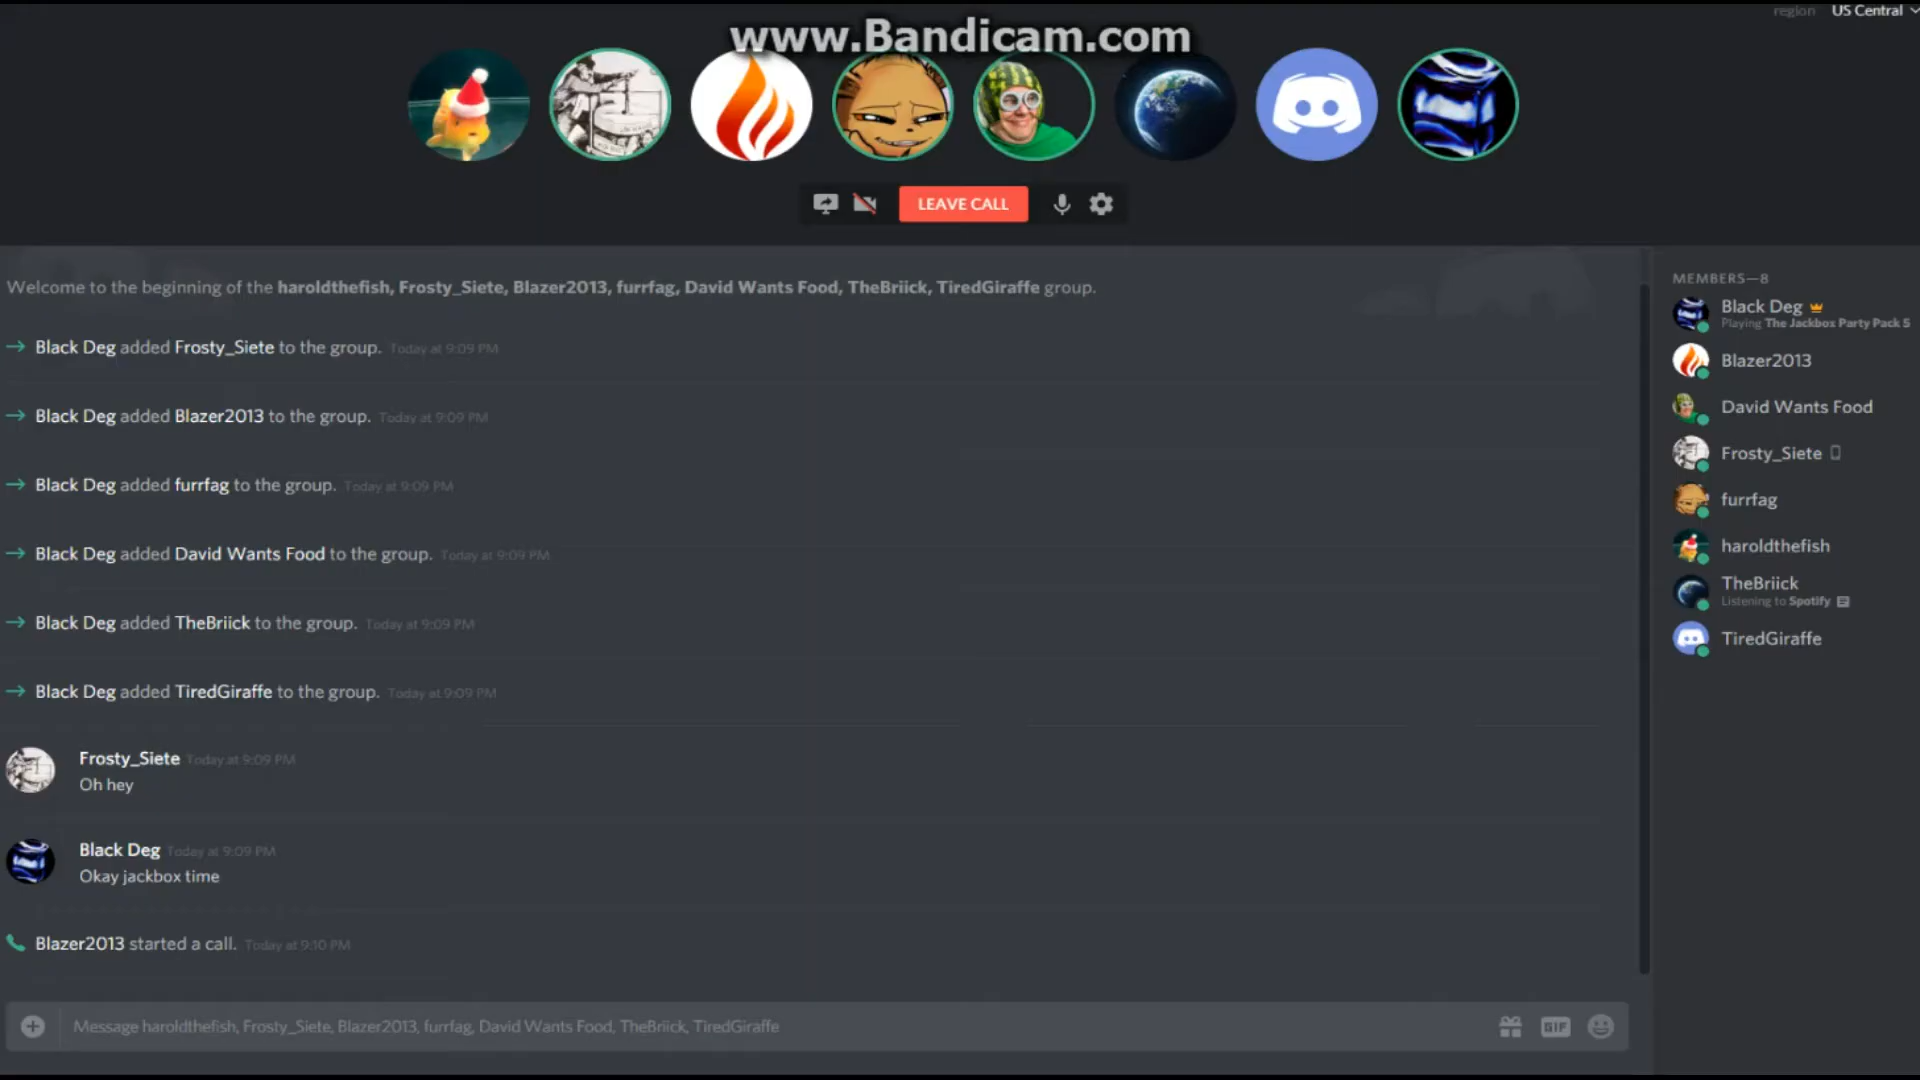 region US Central
www.Bandicam.com
LEAVE CALL
Welcome to the beginning of the haroldthefish, Frosty_Siete, Blazer2013, furrfag, David Wants Food, TheBriick, TiredGiraffe group.
Black Deg added Frosty_Siete to the group. Today at 9:09 PM
Black Deg added Blazer2013 to the group. Today at 9:09 PM
Black Deg added furrfag to the group. Today at 9:09 PM
Black Deg added David Wants Food to the group. Today at 9:09 PM
Black Deg added TheBriick to the group. Today at 9:09 PM
Black Deg added TiredGiraffe to the group. Today at 9:09 PM
Frosty_Siete Today at 9:09 PM
Oh hey
Black Deg Today at 9:09 PM
Okay jackbox time
Blazer2013 started a call. Today at 9:10 PM
Message haroldthefish, Frosty_Siete, Blazer2013, furrfag, David Wants Food, TheBriick, TiredGiraffe
GIF
MEMBERS—8
Black Deg
Playing The Jackbox Party Pack 5
Blazer2013
David Wants Food
Frosty_Siete
furrfag
haroldthefish
TheBriick
Listening to Spotify
TiredGiraffe